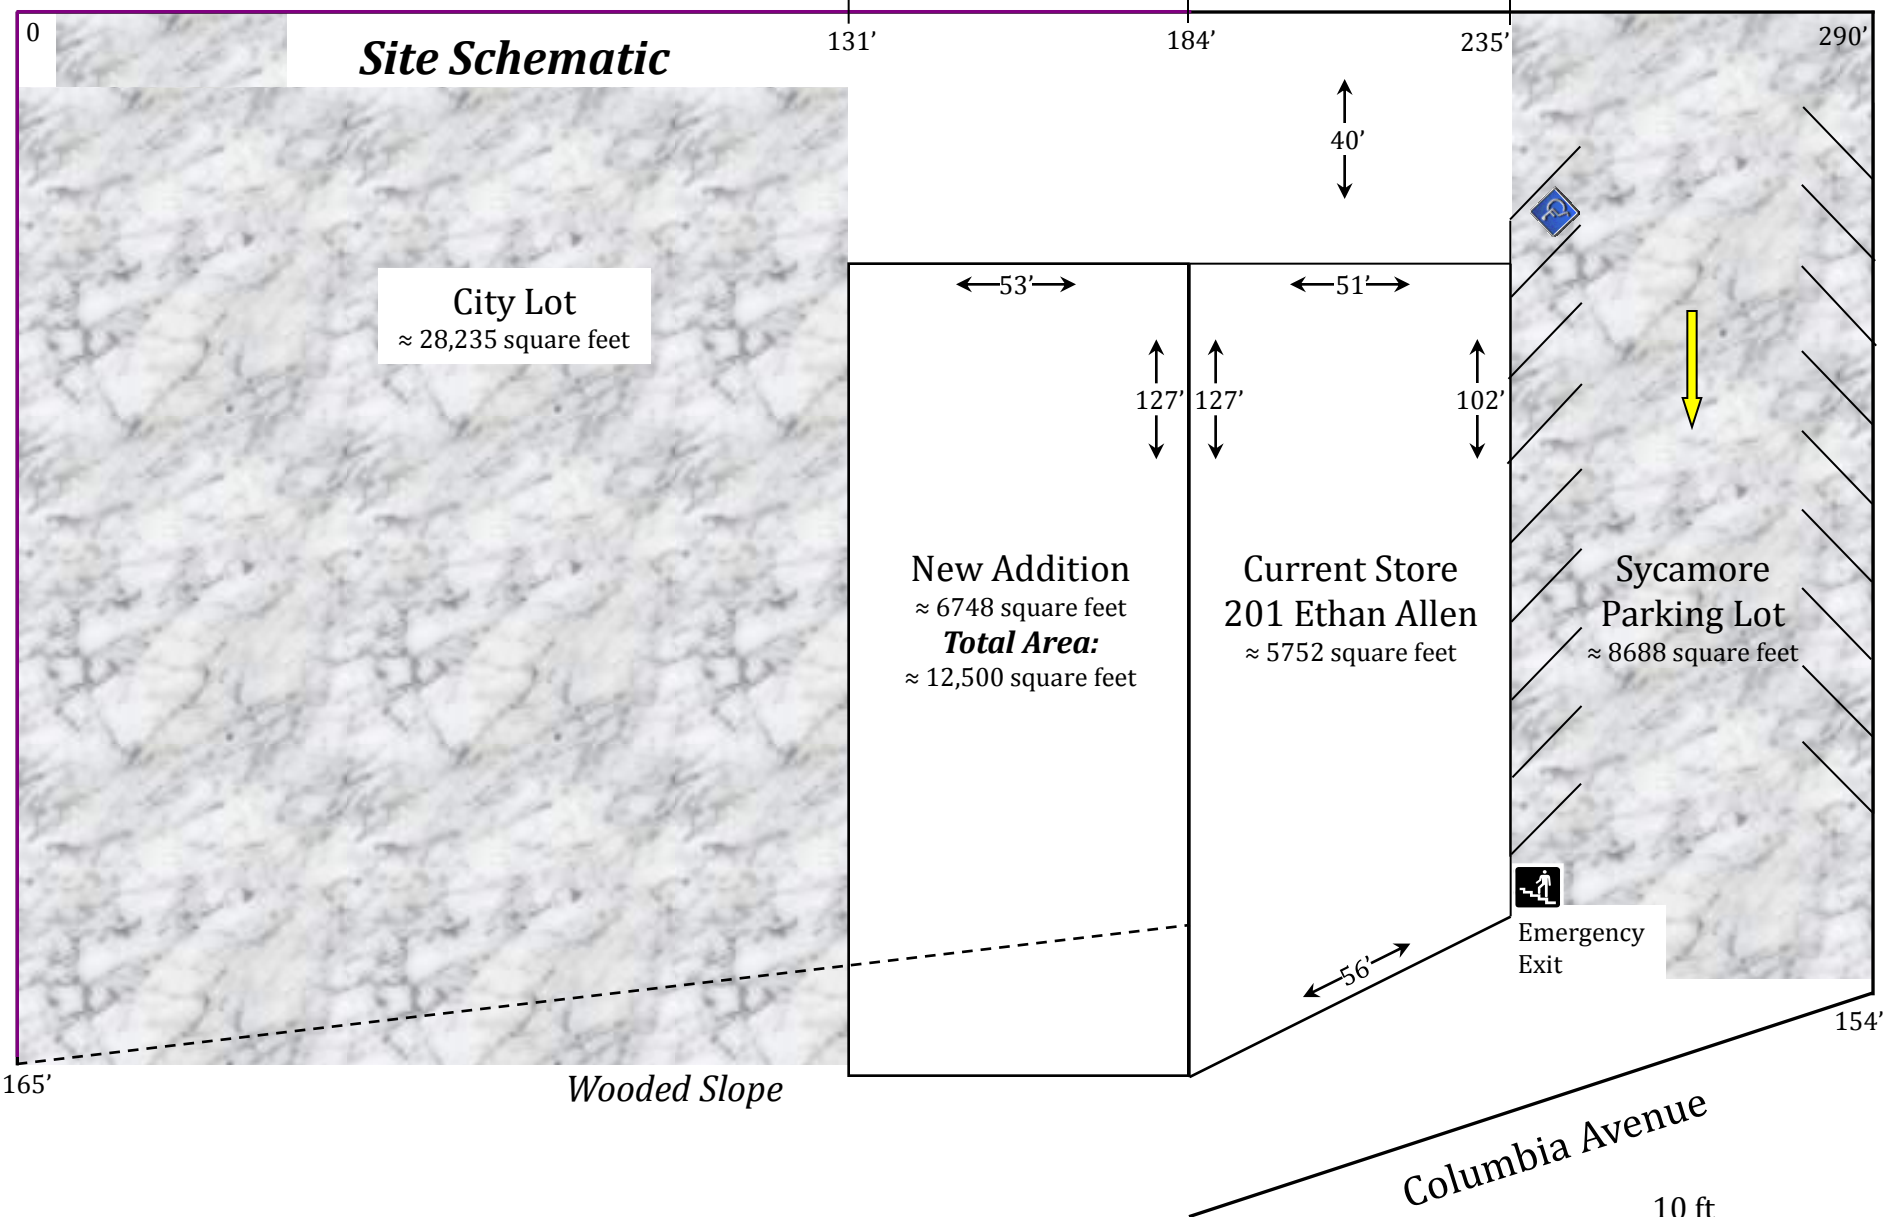 0
131’
184’
235’
290’
Site Schematic
40’
City Lot
≈ 28,235 square feet
53’
51’
127’
127’
102’
New Addition
≈ 6748 square feet
Total Area:
≈ 12,500 square feet
Current Store
201 Ethan Allen
≈ 5752 square feet
Sycamore
Parking Lot
≈ 8688 square feet
Emergency
Exit
56’
154’
165’
Wooded Slope
Columbia Avenue
10 ft